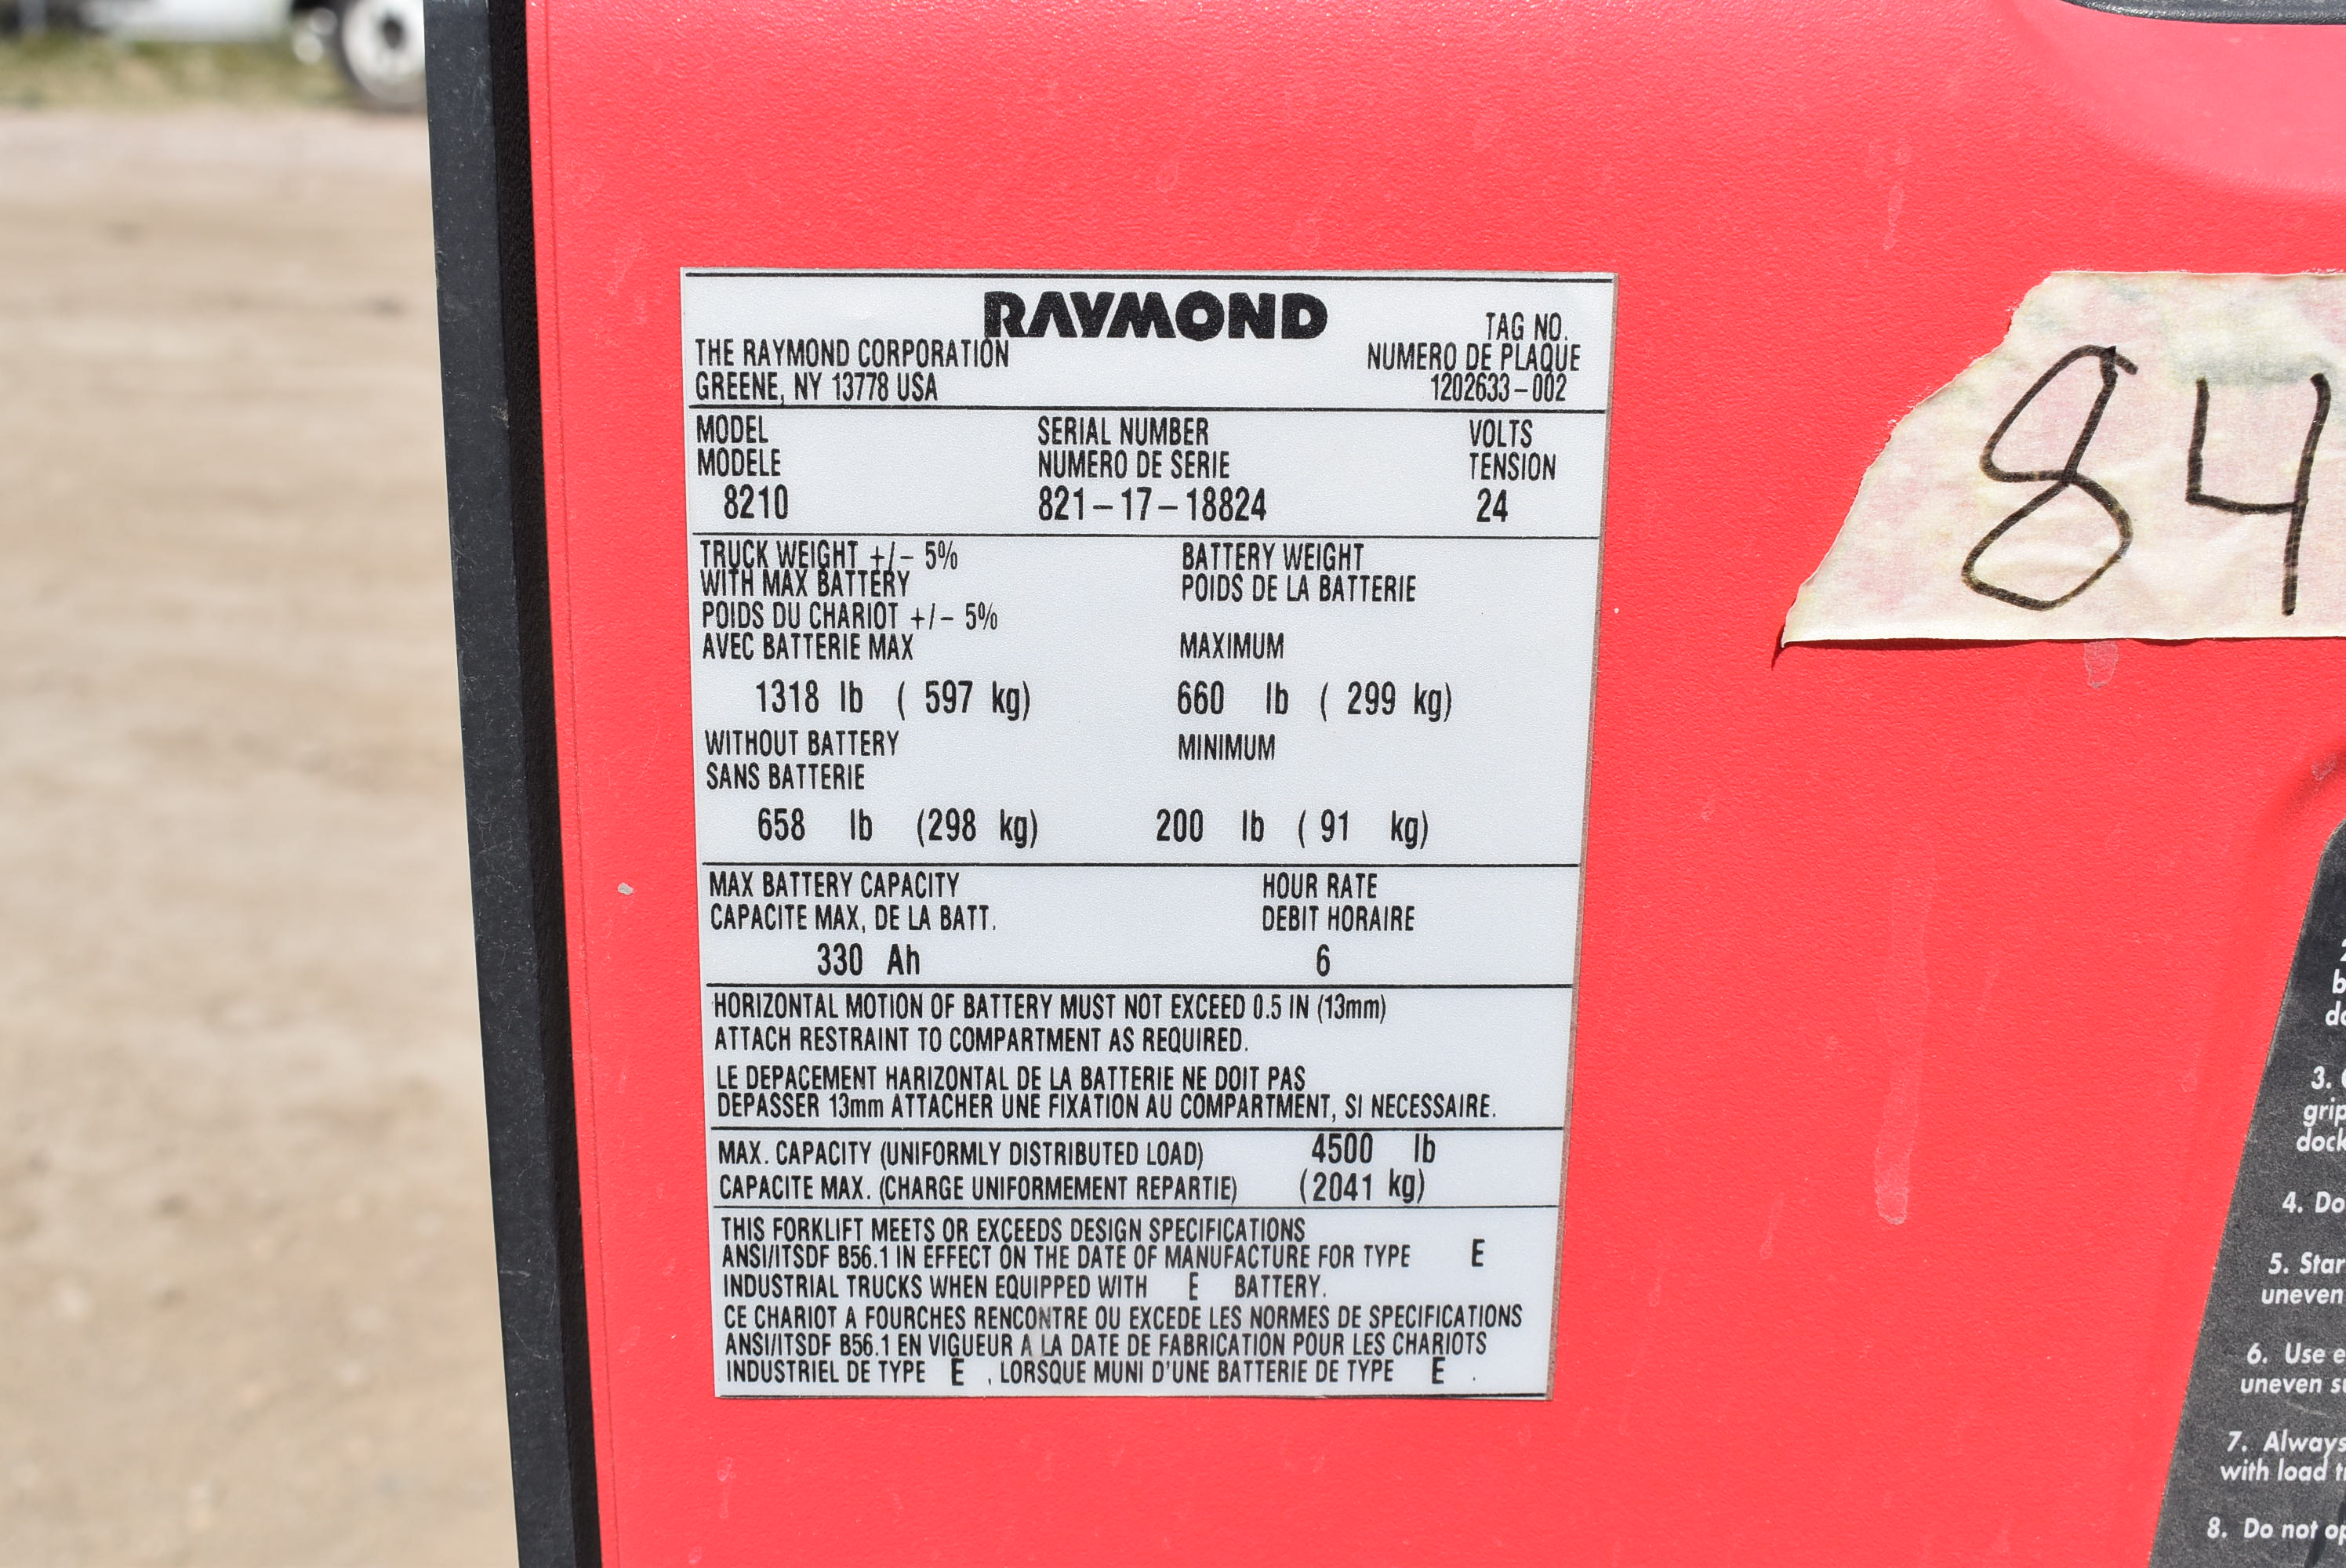 RAYMOND
THE RAYMOND CORPORATION
GREENE, NY 13778 USA
TAG NO.
NUMERO DE PLAQUE
1202633-002
MODEL SERIAL NUMBER VOLTS
MODELE NUMERO DE SERIE TENSION
8210 821-17-18824 24
TRUCK WEIGHT +/- 5%
WITH MAX BATTERY
POIDS DU CHARIOT +/- 5%
AVEC BATTERIE MAX
1318 lb ( 597 kg)
WITHOUT BATTERY
SANS BATTERIE
658 lb (298 kg)
BATTERY WEIGHT
POIDS DE LA BATTERIE
MAXIMUM
660 lb ( 299 kg)
MINIMUM
200 lb ( 91 kg)
MAX BATTERY CAPACITY HOUR RATE
CAPACITE MAX, DE LA BATT. DEBIT HORAIRE
330 Ah 6
HORIZONTAL MOTION OF BATTERY MUST NOT EXCEED 0.5 IN (13mm)
ATTACH RESTRAINT TO COMPARTMENT AS REQUIRED.
LE DEPACEMENT HARIZONTAL DE LA BATTERIE NE DOIT PAS
DEPASSER 13mm ATTACHER UNE FIXATION AU COMPARTMENT, SI NECESSAIRE.
MAX. CAPACITY (UNIFORMLY DISTRIBUTED LOAD) 4500 lb
CAPACITE MAX. (CHARGE UNIFORMEMENT REPARTIE) (2041 kg)
THIS FORKLIFT MEETS OR EXCEEDS DESIGN SPECIFICATIONS
ANSI/ITSDF B56.1 IN EFFECT ON THE DATE OF MANUFACTURE FOR TYPE E
INDUSTRIAL TRUCKS WHEN EQUIPPED WITH E BATTERY.
CE CHARIOT A FOURCHES RENCONTRE OU EXCEDE LES NORMES DE SPECIFICATIONS
ANSI/ITSDF B56.1 EN VIGUEUR A LA DATE DE FABRICATION POUR LES CHARIOTS
INDUSTRIEL DE TYPE E , LORSQUE MUNI D'UNE BATTERIE DE TYPE E .
84
3.
4. Do
5.
uneven
6. Use
uneven
7. Always
with load
8. Do not